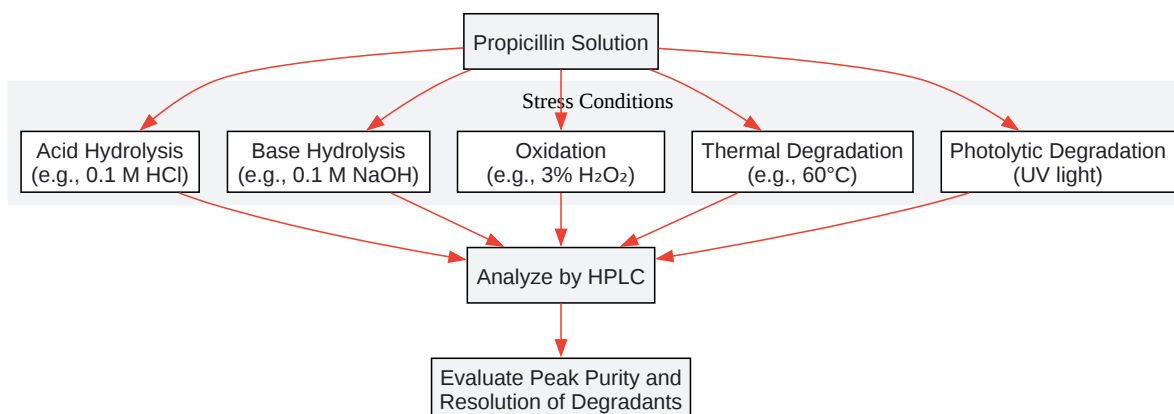 Propicillin Solution
Stress Conditions
Acid Hydrolysis
(e.g., 0.1 M HCl)
Base Hydrolysis
(e.g., 0.1 M NaOH)
Oxidation
(e.g., 3% H₂O₂)
Thermal Degradation
(e.g., 60°C)
Photolytic Degradation
(UV light)
Analyze by HPLC
Evaluate Peak Purity and
Resolution of Degradants